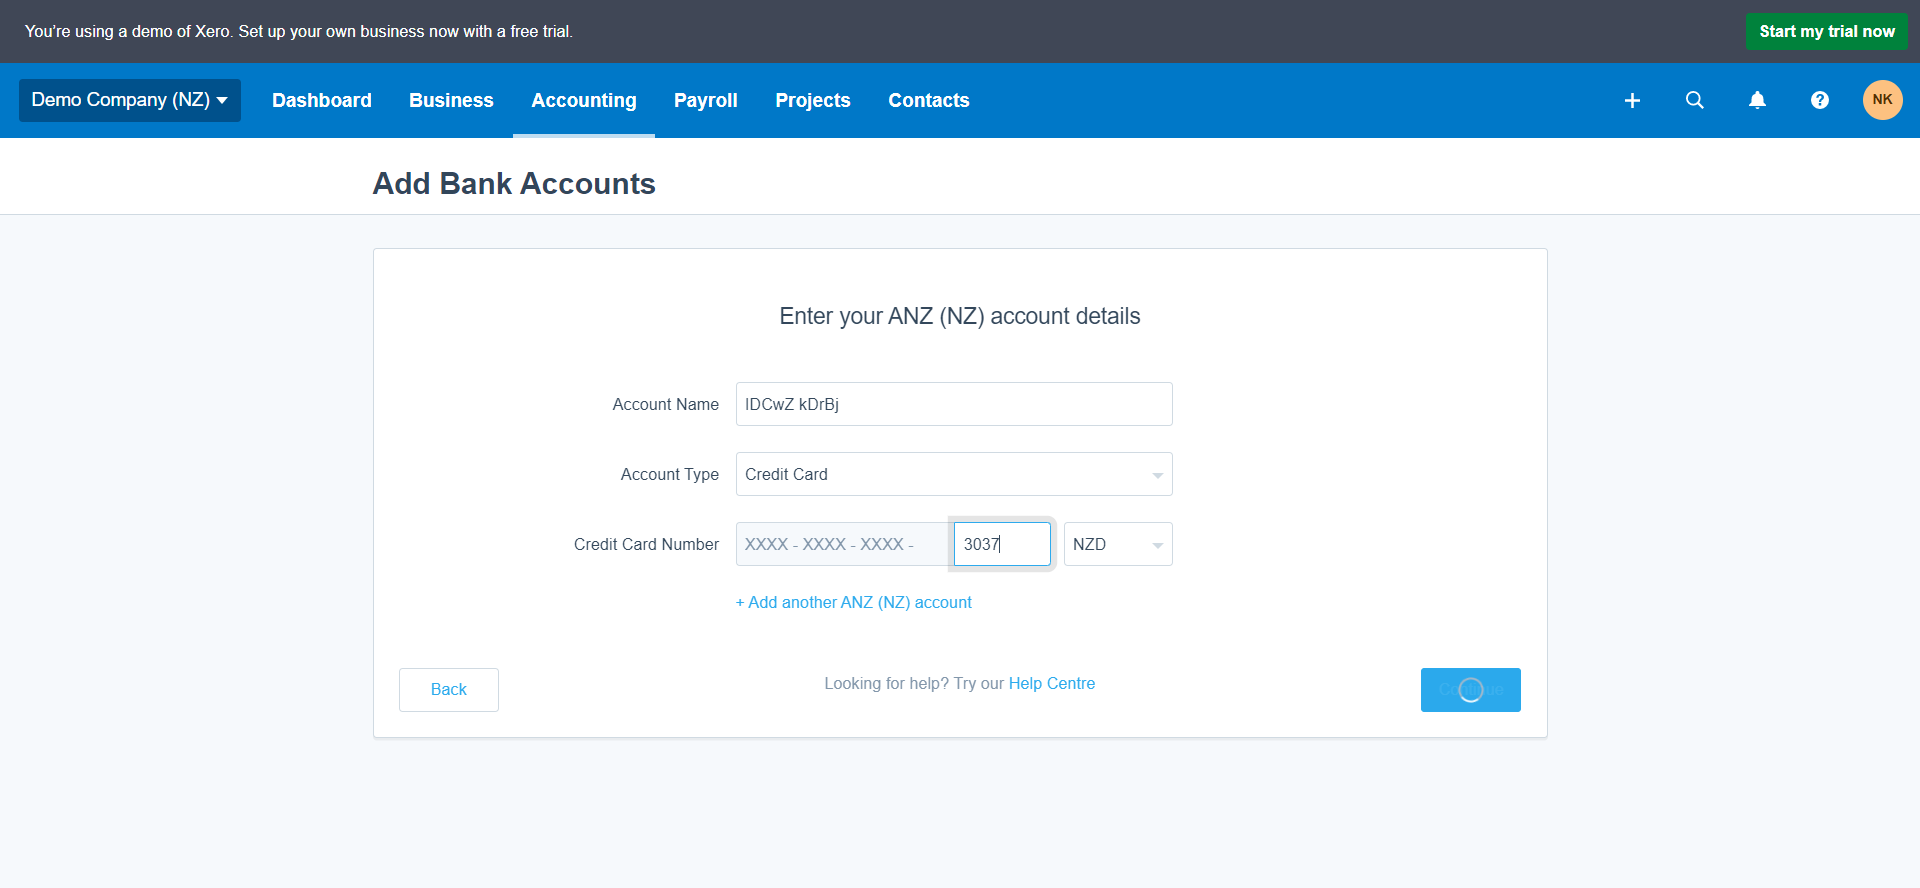 You're using a demo of Xero. Set up your own business now with a free trial.
Start my trial now
Demo Company (NZ)
Dashboard
Business
Accounting
Payroll
Projects
Contacts
NK
Add Bank Accounts
Enter your ANZ (NZ) account details
Account Name
IDCwZ kDrBj
Account Type
Credit Card
Credit Card Number
XXXX - XXXX - XXXX -
3037
NZD
+ Add another ANZ (NZ) account
Back
Looking for help? Try our Help Centre
Continue